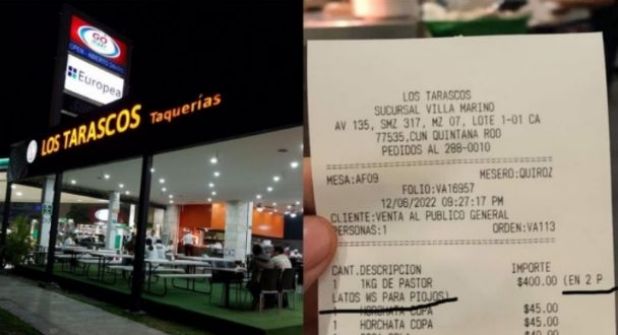 GO
Europea
LOS TARASCOS Taquerías
LOS TARASCOS
SUCURSAL VILLA MARINO
AV 135, SMZ 317, MZ 07, LOTE 1-01 CA
77535,CUN QUINTANA ROO
PEDIDOS AL 288-0010
MESA:AF09 MESERO:QUIROZ
FOLIO:VA16957
12/06/2022 09:27:17 PM
CLIENTE:VENTA AL PUBLICO GENERAL
PERSONAS:1 ORDEN:VA113
CANT.DESCRIPCION IMPORTE
1 1KG DE PASTOR $400.00 (EN 2 P
LATOS WS PARA PIOJOS)
HORCHATA COPA $45.00
1 HORCHATA COPA $45.00